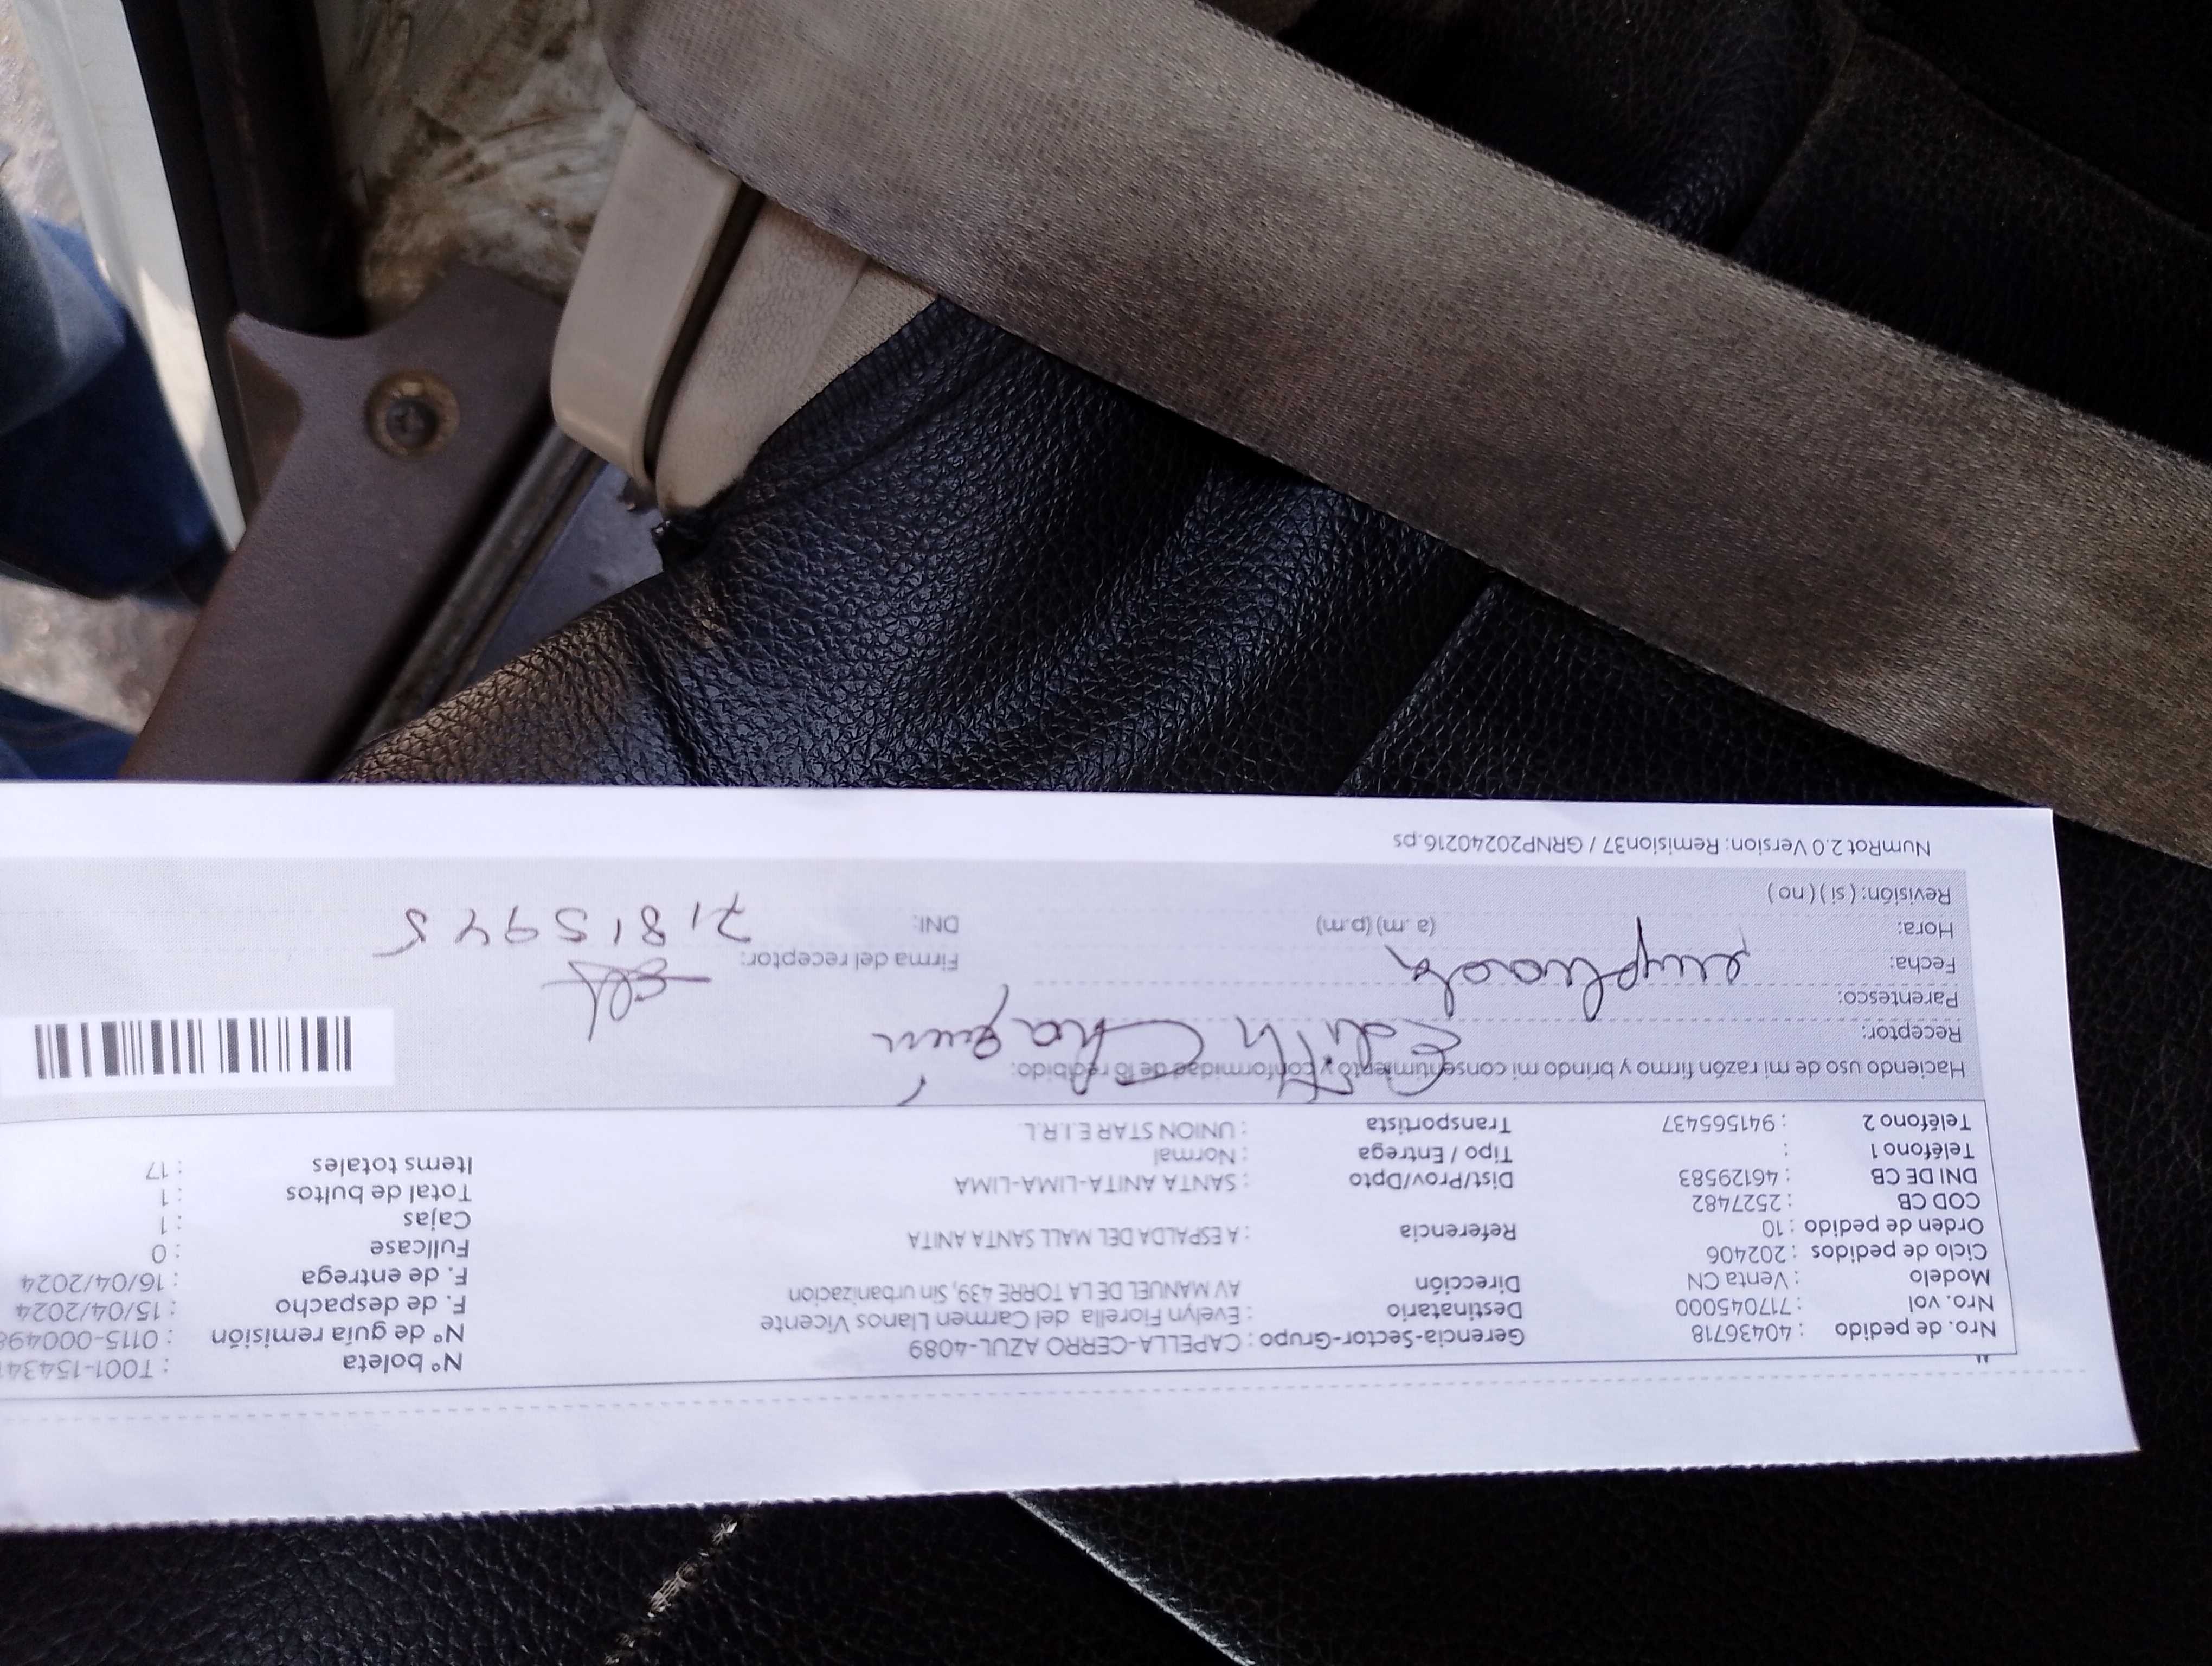 Nro. de pedido : 40436718 Gerencia-Sector-Grupo : CAPELLA-CERRO AZUL-4089 N° boleta : T001-154341
Nro. vol : 717045000 Destinatario : Evelyn Fiorella del Carmen Llanos Vicente N° de guía remisión : 0115-000498
Modelo : Venta CN Dirección AV MANUEL DE LA TORRE 439, Sin urbanizacion F. de despacho : 15/04/2024
Ciclo de pedidos : 202406 F. de entrega : 16/04/2024
Orden de pedido : 10 Referencia : A ESPALDA DEL MALL SANTA ANITA Fullcase : 0
COD CB : 2527482 Cajas : 1
DNI DE CB : 46129583 Dist/Prov/Dpto : SANTA ANITA-LIMA-LIMA Total de bultos : 1
Teléfono 1 : Tipo / Entrega : Normal Items totales : 17
Teléfono 2 : 941565437 Transportista : UNION STAR E.I.R.L.
Haciendo uso de mi razón firmo y brindo mi consentimiento y conformidad de lo recibido:
Receptor: Edith
Parentesco: empleada
Fecha: Firma del receptor:
Hora: (a. m) (p.m) DNI: 71815945
Revisión: ( si ) ( no )
NumRot 2.0 Version: Remision37 / GRNP20240216.ps